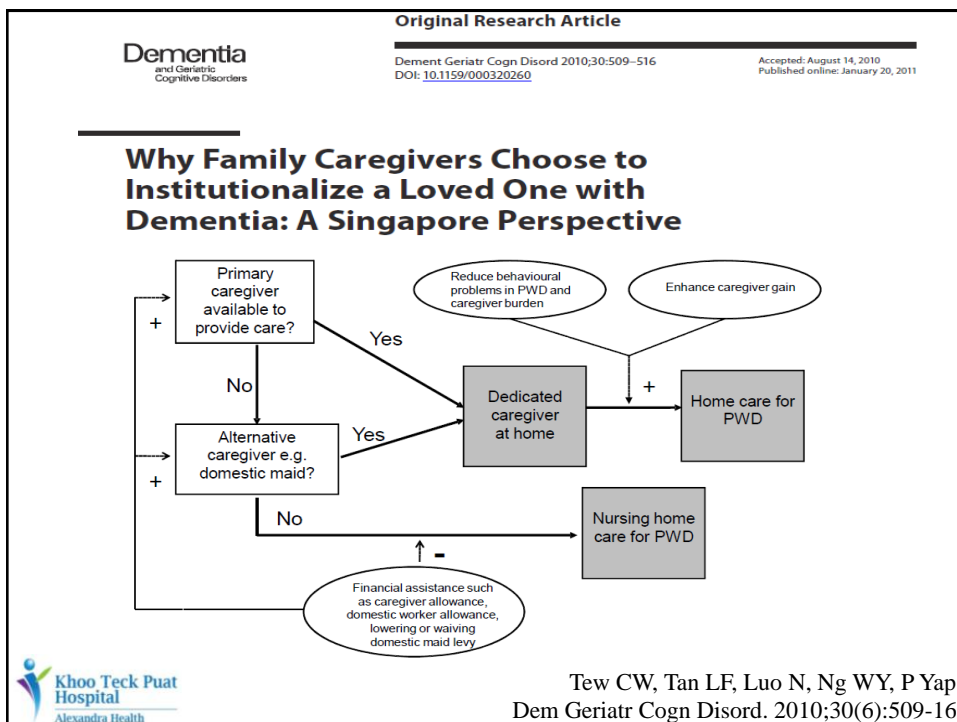 Original Research Article
Dementia
and Geriatric
Cognitive Disorders
Dement Geriatr Cogn Disord 2010;30:509–516
DOI: 10.1159/000320260
Accepted: August 14, 2010
Published online: January 20, 2011
Why Family Caregivers Choose to
Institutionalize a Loved One with
Dementia: A Singapore Perspective
Primary
caregiver
available to
provide care?
Reduce behavioural
problems in PWD and
caregiver burden
Enhance caregiver gain
+
Yes
No
Dedicated
caregiver
at home
+
Home care for
PWD
Alternative
caregiver e.g.
domestic maid?
Yes
+
No
Nursing home
care for PWD
-
Financial assistance such
as caregiver allowance,
domestic worker allowance,
lowering or waiving
domestic maid levy
Khoo Teck Puat
Hospital
Alexandra Health
Tew CW, Tan LF, Luo N, Ng WY, P Yap
Dem Geriatr Cogn Disord. 2010;30(6):509-16